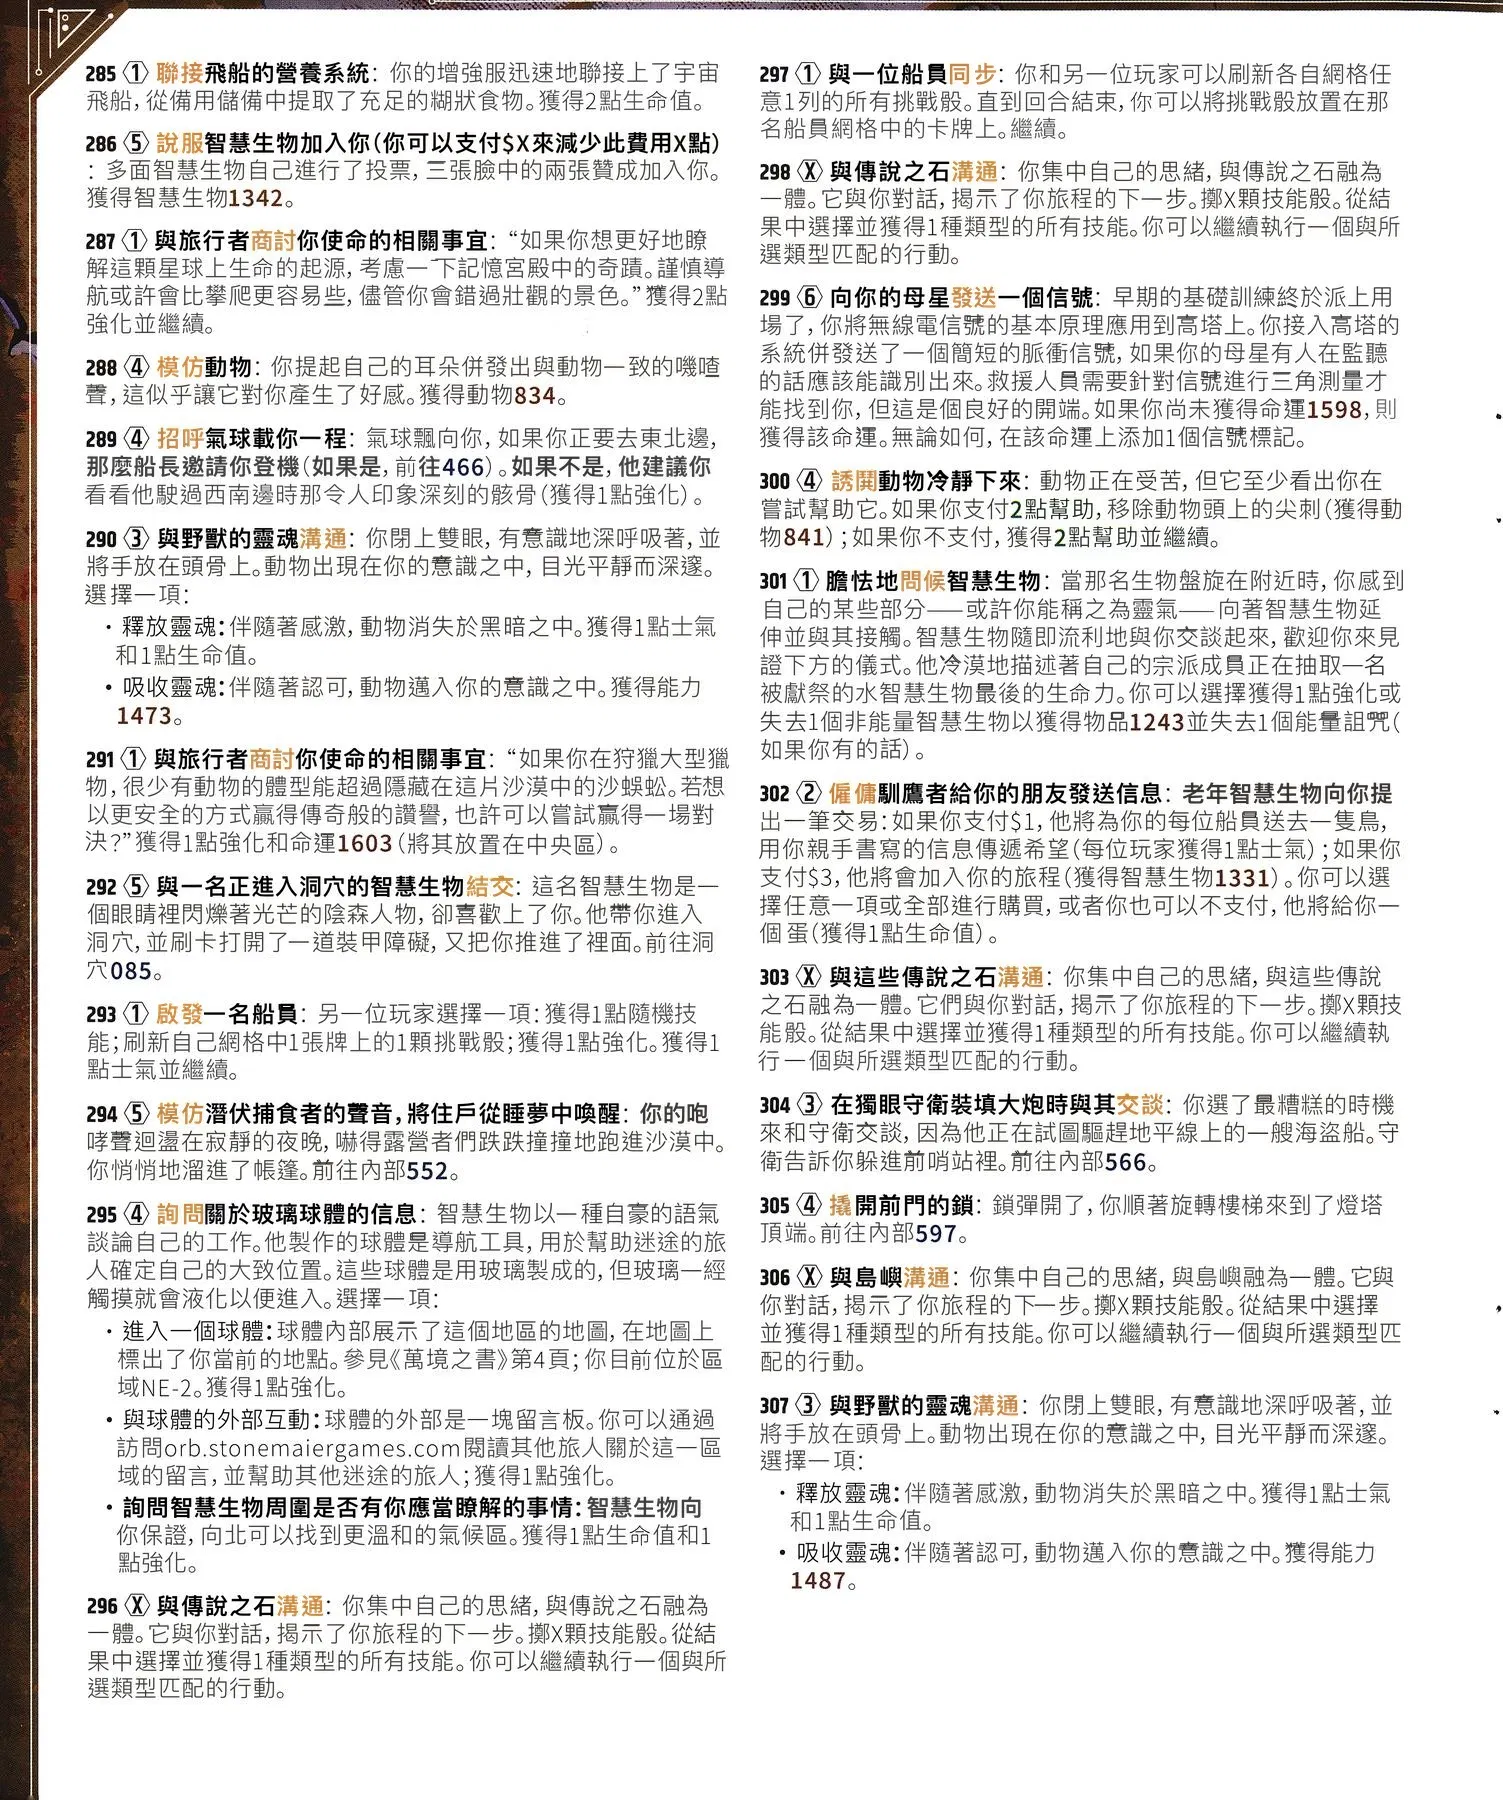 285 ① 聯接飛船的營養系統：你的增強服迅速地聯接上了宇宙
飛船，從備用儲備中提取了充足的糊狀食物。獲得2點生命值。
286 ⑤ 說服智慧生物加入你（你可以支付$X來減少此費用X點）
：多面智慧生物自己進行了投票，三張臉中的兩張贊成加入你。
獲得智慧生物1342。
287 ① 與旅行者商討你使命的相關事宜：“如果你想更好地瞭
解這顆星球上生命的起源，考慮一下記憶宮殿中的奇蹟。謹慎導
航或許會比攀爬更容易些，儘管你會錯過壯觀的景色。”獲得2點
強化並繼續。
288 ④ 模仿動物：你提起自己的耳朵併發出與動物一致的嘰喳
聲，這似乎讓它對你產生了好感。獲得動物834。
289 ④ 招呼氣球載你一程：氣球飄向你，如果你正要去東北邊，
那麼船長邀請你登機（如果是，前往466）。如果不是，他建議你
看看他駛過西南邊時那令人印象深刻的骸骨（獲得1點強化）。
290 ③ 與野獸的靈魂溝通：你閉上雙眼，有意識地深呼吸著，並
將手放在頭骨上。動物出現在你的意識之中，目光平靜而深邃。
選擇一項：
・釋放靈魂：伴隨著感激，動物消失於黑暗之中。獲得1點士氣
和1點生命值。
・吸收靈魂：伴隨著認可，動物邁入你的意識之中。獲得能力
1473。
291 ① 與旅行者商討你使命的相關事宜：“如果你在狩獵大型獵
物，很少有動物的體型能超過隱藏在這片沙漠中的沙蜈蚣。若想
以更安全的方式贏得傳奇般的讚譽，也許可以嘗試贏得一場對
決？”獲得1點強化和命運1603（將其放置在中央區）。
292 ⑤ 與一名正進入洞穴的智慧生物結交：這名智慧生物是一
個眼睛裡閃爍著光芒的陰森人物，卻喜歡上了你。他帶你進入
洞穴，並刷卡打開了一道裝甲障礙，又把你推進了裡面。前往洞
穴085。
293 ① 啟發一名船員：另一位玩家選擇一項：獲得1點隨機技
能；刷新自己網格中1張牌上的1顆挑戰骰；獲得1點強化。獲得1
點士氣並繼續。
294 ⑤ 模仿潛伏捕食者的聲音，將住戶從睡夢中喚醒：你的咆
哮聲迴盪在寂靜的夜晚，嚇得露營者們跌跌撞撞地跑進沙漠中。
你悄悄地溜進了帳篷。前往內部552。
295 ④ 詢問關於玻璃球體的信息：智慧生物以一種自豪的語氣
談論自己的工作。他製作的球體是導航工具，用於幫助迷途的旅
人確定自己的大致位置。這些球體是用玻璃製成的，但玻璃一經
觸摸就會液化以便進入。選擇一項：
・進入一個球體：球體內部展示了這個地區的地圖，在地圖上
標出了你當前的地點。參見《萬境之書》第4頁；你目前位於區
域NE-2。獲得1點強化。
・與球體的外部互動：球體的外部是一塊留言板。你可以通過
訪問orb.stonemaiergames.com閱讀其他旅人關於這一區
域的留言，並幫助其他迷途的旅人；獲得1點強化。
・詢問智慧生物周圍是否有你應當瞭解的事情：智慧生物向
你保證，向北可以找到更溫和的氣候區。獲得1點生命值和1
點強化。
296 Ⓧ 與傳說之石溝通：你集中自己的思緒，與傳說之石融為
一體。它與你對話，揭示了你旅程的下一步。擲X顆技能骰。從結
果中選擇並獲得1種類型的所有技能。你可以繼續執行一個與所
選類型匹配的行動。
297 ① 與一位船員同步：你和另一位玩家可以刷新各自網格任
意1列的所有挑戰骰。直到回合結束，你可以將挑戰骰放置在那
名船員網格中的卡牌上。繼續。
298 Ⓧ 與傳說之石溝通：你集中自己的思緒，與傳說之石融為
一體。它與你對話，揭示了你旅程的下一步。擲X顆技能骰。從結
果中選擇並獲得1種類型的所有技能。你可以繼續執行一個與所
選類型匹配的行動。
299 ⑥ 向你的母星發送一個信號：早期的基礎訓練終於派上用
場了，你將無線電信號的基本原理應用到高塔上。你接入高塔的
系統併發送了一個簡短的脈衝信號，如果你的母星有人在監聽
的話應該能識別出來。救援人員需要針對信號進行三角測量才
能找到你，但這是個良好的開端。如果你尚未獲得命運1598，則
獲得該命運。無論如何，在該命運上添加1個信號標記。
300 ④ 誘鬨動物冷靜下來：動物正在受苦，但它至少看出你在
嘗試幫助它。如果你支付2點幫助，移除動物頭上的尖刺（獲得動
物841）；如果你不支付，獲得2點幫助並繼續。
301 ① 膽怯地問候智慧生物：當那名生物盤旋在附近時，你感到
自己的某些部分——或許你能稱之為靈氣——向著智慧生物延
伸並與其接觸。智慧生物隨即流利地與你交談起來，歡迎你來見
證下方的儀式。他冷漠地描述著自己的宗派成員正在抽取一名
被獻祭的水智慧生物最後的生命力。你可以選擇獲得1點強化或
失去1個非能量智慧生物以獲得物品1243並失去1個能量詛咒（
如果你有的話）。
302 ② 僱傭馴鷹者給你的朋友發送信息：老年智慧生物向你提
出一筆交易：如果你支付$1，他將為你的每位船員送去一隻鳥，
用你親手書寫的信息傳遞希望（每位玩家獲得1點士氣）；如果你
支付$3，他將會加入你的旅程（獲得智慧生物1331）。你可以選
擇任意一項或全部進行購買，或者你也可以不支付，他將給你一
個蛋（獲得1點生命值）。
303 Ⓧ 與這些傳說之石溝通：你集中自己的思緒，與這些傳說
之石融為一體。它們與你對話，揭示了你旅程的下一步。擲X顆技
能骰。從結果中選擇並獲得1種類型的所有技能。你可以繼續執
行一個與所選類型匹配的行動。
304 ③ 在獨眼守衛裝填大炮時與其交談：你選了最糟糕的時機
來和守衛交談，因為他正在試圖驅趕地平線上的一艘海盜船。守
衛告訴你躲進前哨站裡。前往內部566。
305 ④ 撬開前門的鎖：鎖彈開了，你順著旋轉樓梯來到了燈塔
頂端。前往內部597。
306 Ⓧ 與島嶼溝通：你集中自己的思緒，與島嶼融為一體。它與
你對話，揭示了你旅程的下一步。擲X顆技能骰。從結果中選擇
並獲得1種類型的所有技能。你可以繼續執行一個與所選類型匹
配的行動。
307 ③ 與野獸的靈魂溝通：你閉上雙眼，有意識地深呼吸著，並
將手放在頭骨上。動物出現在你的意識之中，目光平靜而深邃。
選擇一項：
・釋放靈魂：伴隨著感激，動物消失於黑暗之中。獲得1點士氣
和1點生命值。
・吸收靈魂：伴隨著認可，動物邁入你的意識之中。獲得能力
1487。